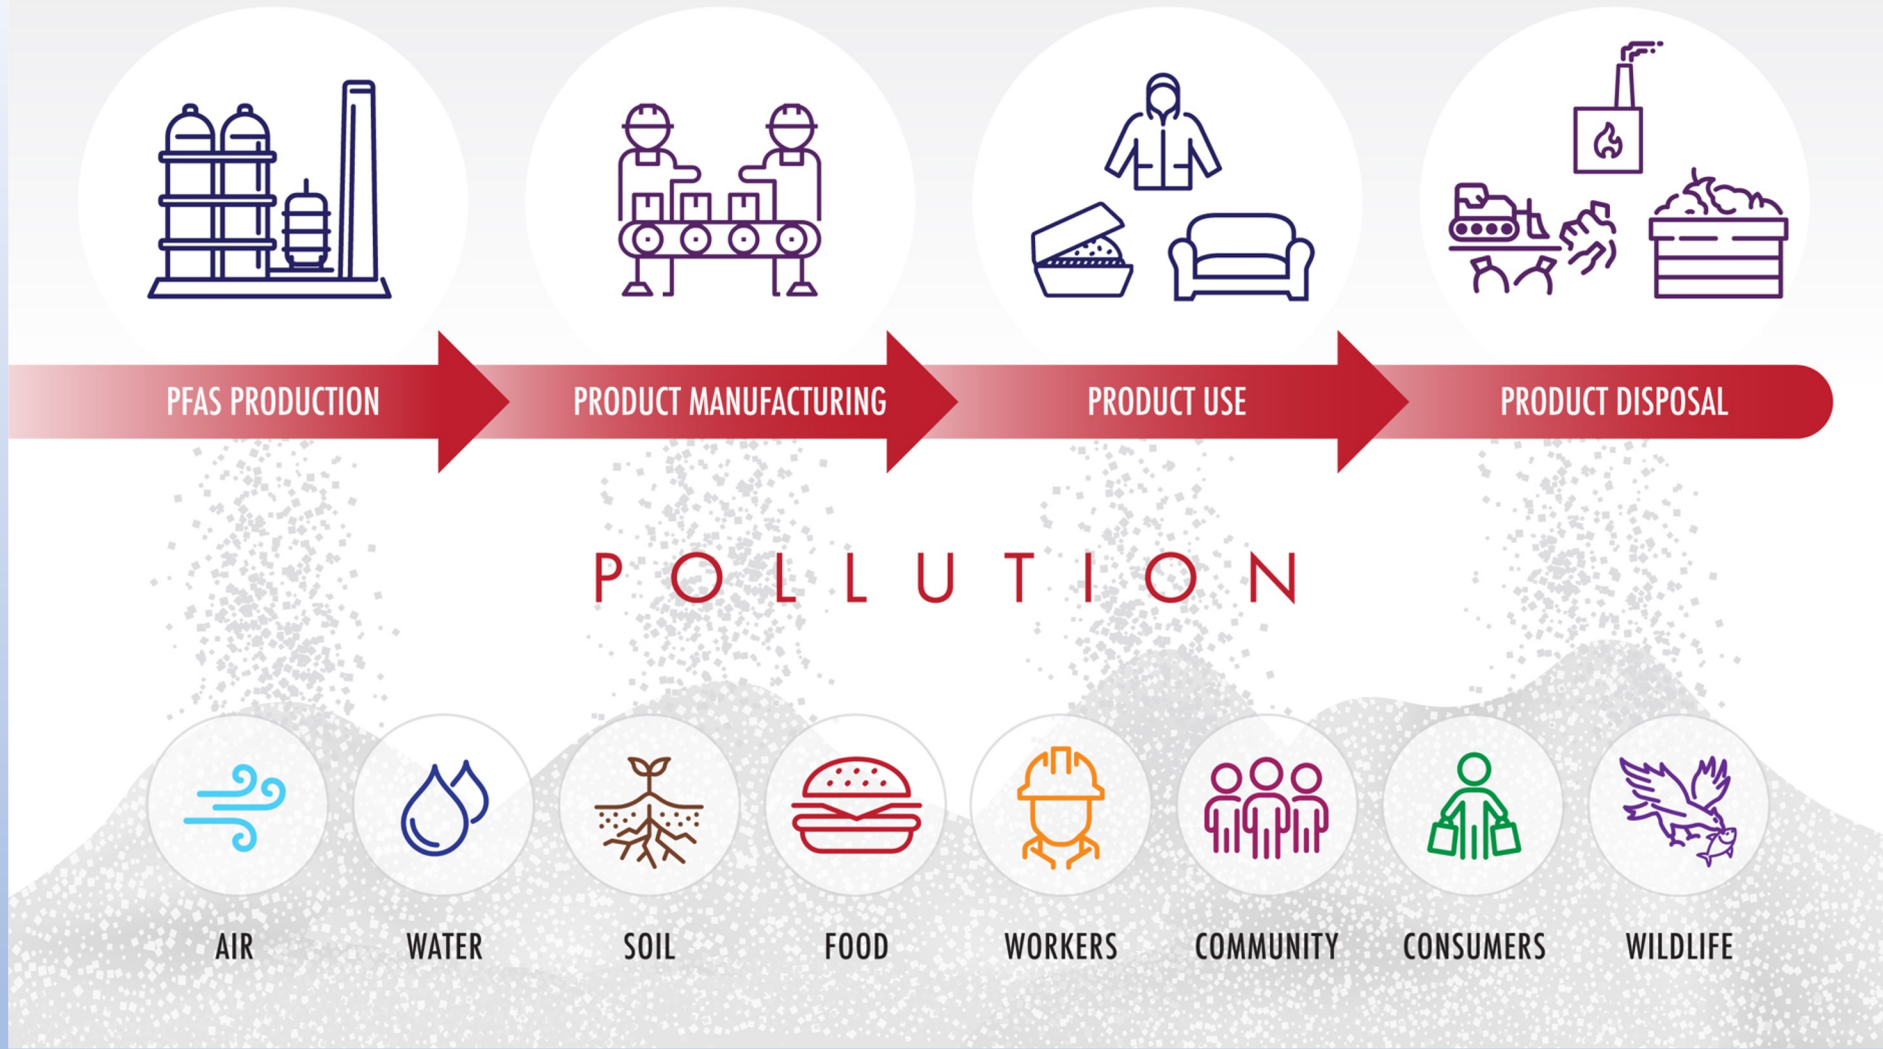 PFAS PRODUCTION
PRODUCT MANUFACTURING
PRODUCT USE
PRODUCT DISPOSAL
POLLUTION
AIR
WATER
SOIL
FOOD
WORKERS
COMMUNITY
CONSUMERS
WILDLIFE